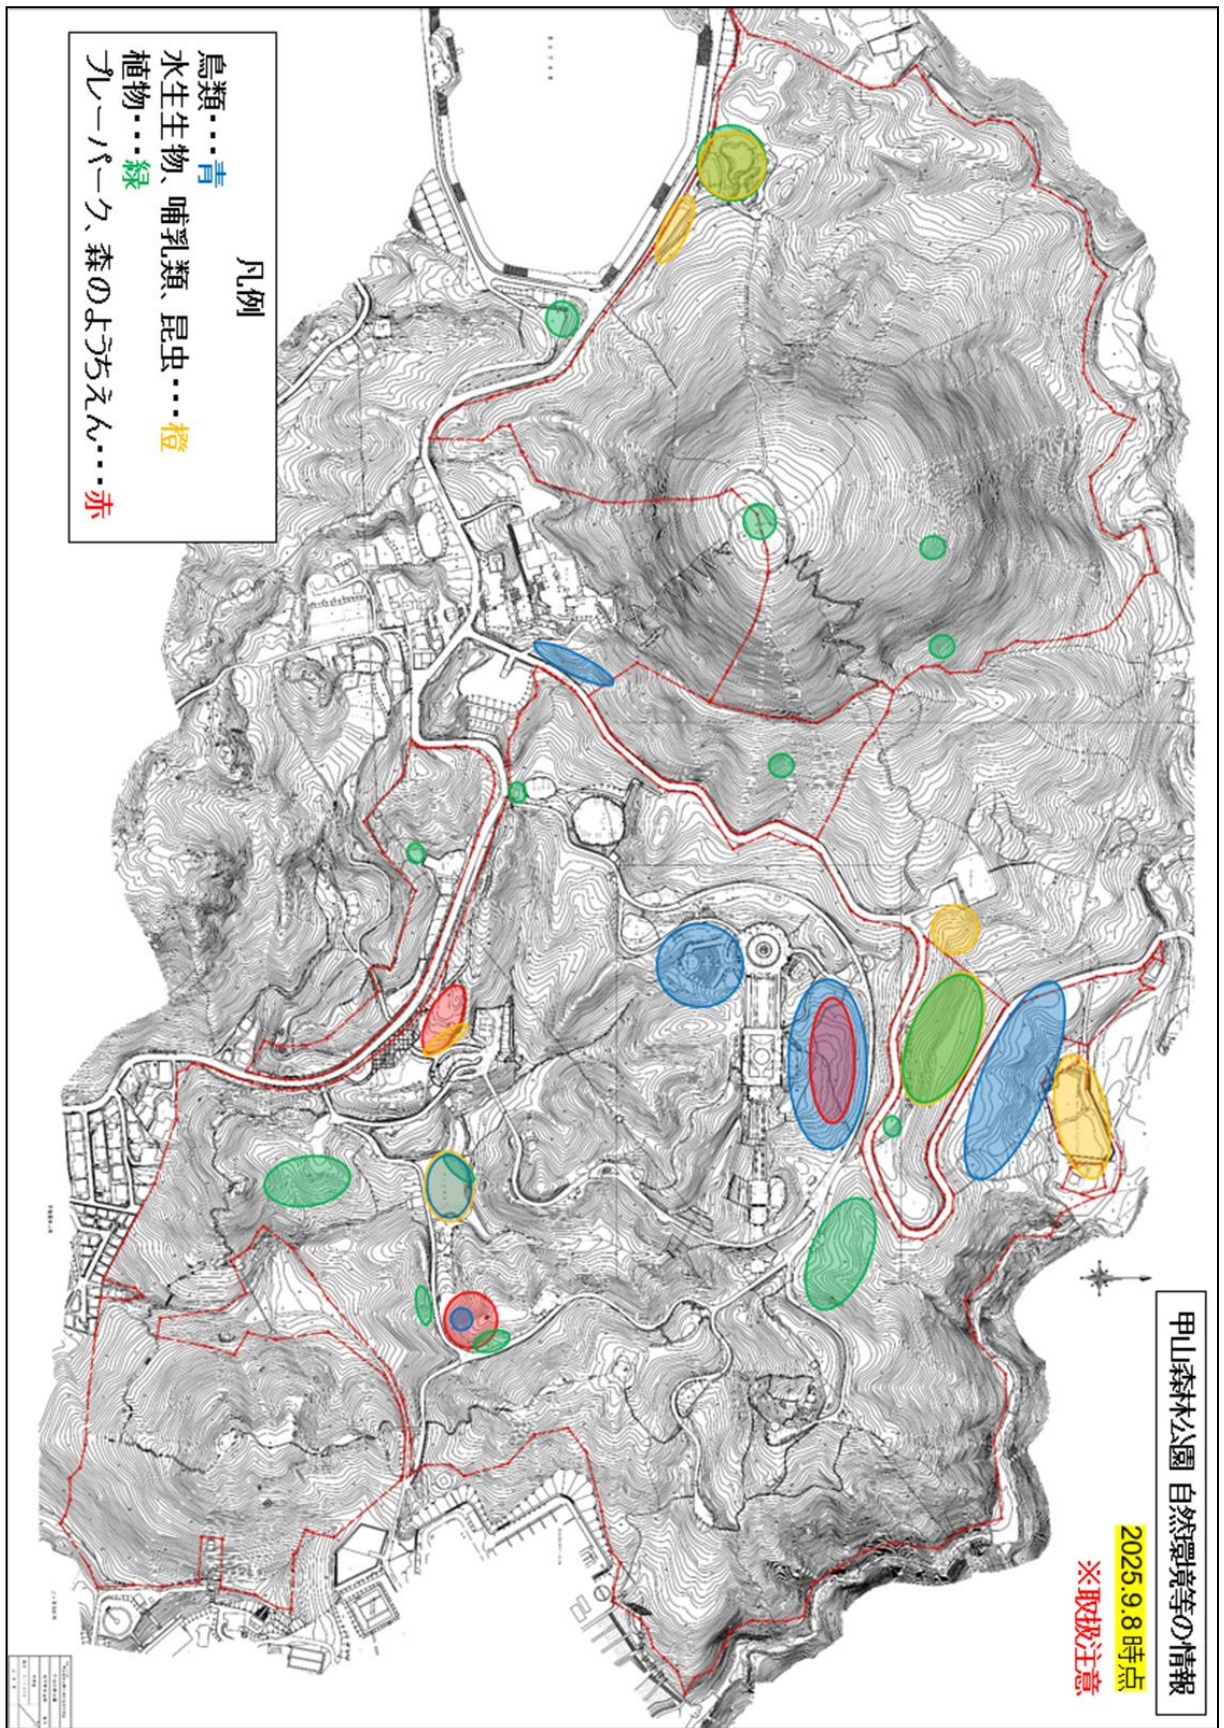 甲山森林公園 自然環境等の情報
2025.9.8時点
※取扱注意
凡例
鳥類・・・青
水生生物、哺乳類、昆虫・・・橙
植物・・・緑
プレーパーク、森のようちえん・・・赤